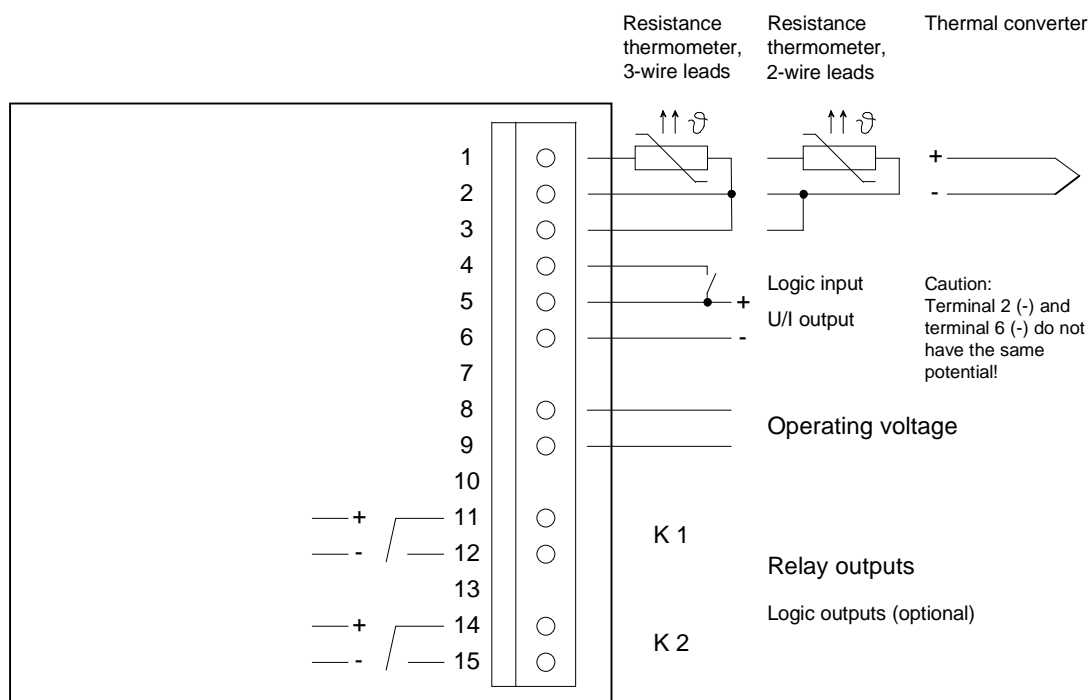 Resistance
thermometer,
3-wire leads
Resistance
thermometer,
2-wire leads
Thermal converter
ϑ
ϑ
1
+
2
-
3
4
Logic input
5
+
U/I output
6
-
Caution:
Terminal 2 (-) and
terminal 6 (-) do not
have the same
potential!
7
8
Operating voltage
9
10
+ 11
K 1
- 12
Relay outputs
13
Logic outputs (optional)
+ 14
K 2
- 15